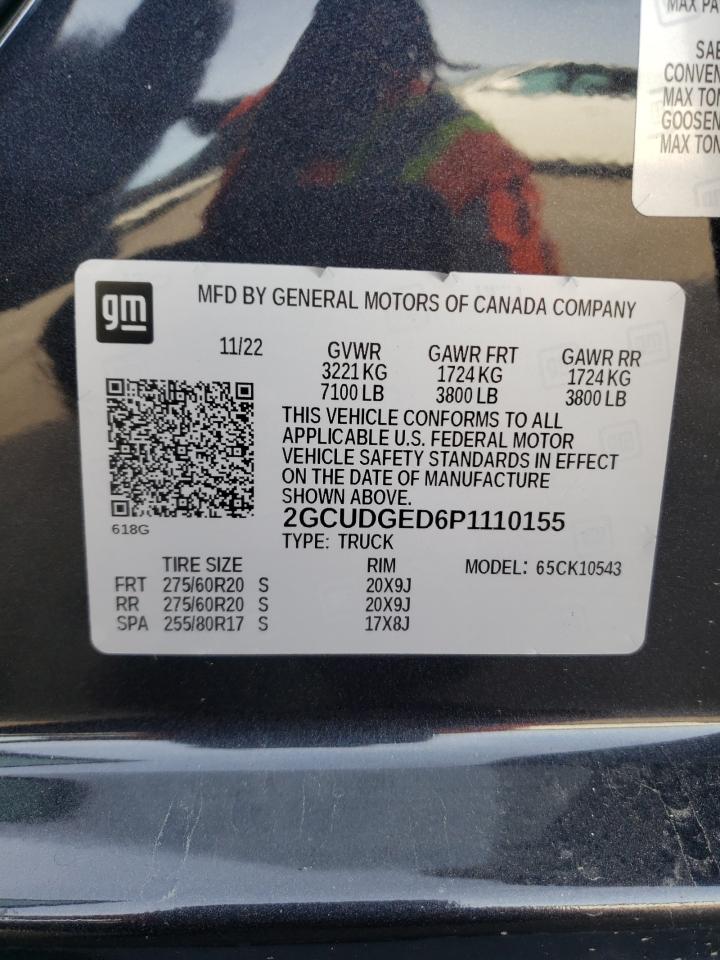 MAX PA
SAE
CONVEN
MAX TON
GOOSEN
MAX TON
gm
MFD BY GENERAL MOTORS OF CANADA COMPANY
11/22 GVWR GAWR FRT GAWR RR
3221 KG 1724 KG 1724 KG
7100 LB 3800 LB 3800 LB
THIS VEHICLE CONFORMS TO ALL
APPLICABLE U.S. FEDERAL MOTOR
VEHICLE SAFETY STANDARDS IN EFFECT
ON THE DATE OF MANUFACTURE
SHOWN ABOVE.
618G
2GCUDGED6P1110155
TYPE: TRUCK
TIRE SIZE RIM MODEL: 65CK10543
FRT 275/60R20 S 20X9J
RR 275/60R20 S 20X9J
SPA 255/80R17 S 17X8J